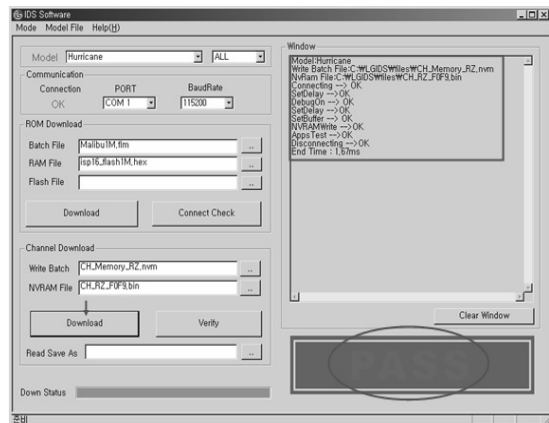 IDS Software
Mode Model File Help(H)
Model Hurricane ALL
Communication
Connection PORT BaudRate
OK COM 1 115200
ROM Download
Batch File Malibu1M,fim ..
RAM File isp16_flash1M,hex ..
Flash File ..
Download Connect Check
Channel Download
Write Batch CH_Memory_RZ,nvm ..
NVRAM File CH_RZ_F0F9,bin ..
Download Verify
Read Save As ..
Down Status
준비
Window
Model:Hurricane
Write Batch File:C:₩LGIDS₩files₩CH_Memory_RZ,nvm
NvRam File:C:₩LGIDS₩files₩CH_RZ_F0F9,bin
Connecting --> OK
SetDelay -->OK
DebugOn -->OK
SetDelay -->OK
SetBuffer -->OK
NVRAMWrite -->OK
AppsTest -->OK
Disconnecting -->OK
End Time : 1,67ms
Clear Window
PASS